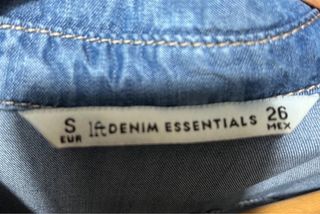 S lft DENIM ESSENTIALS 26
EUR MEX